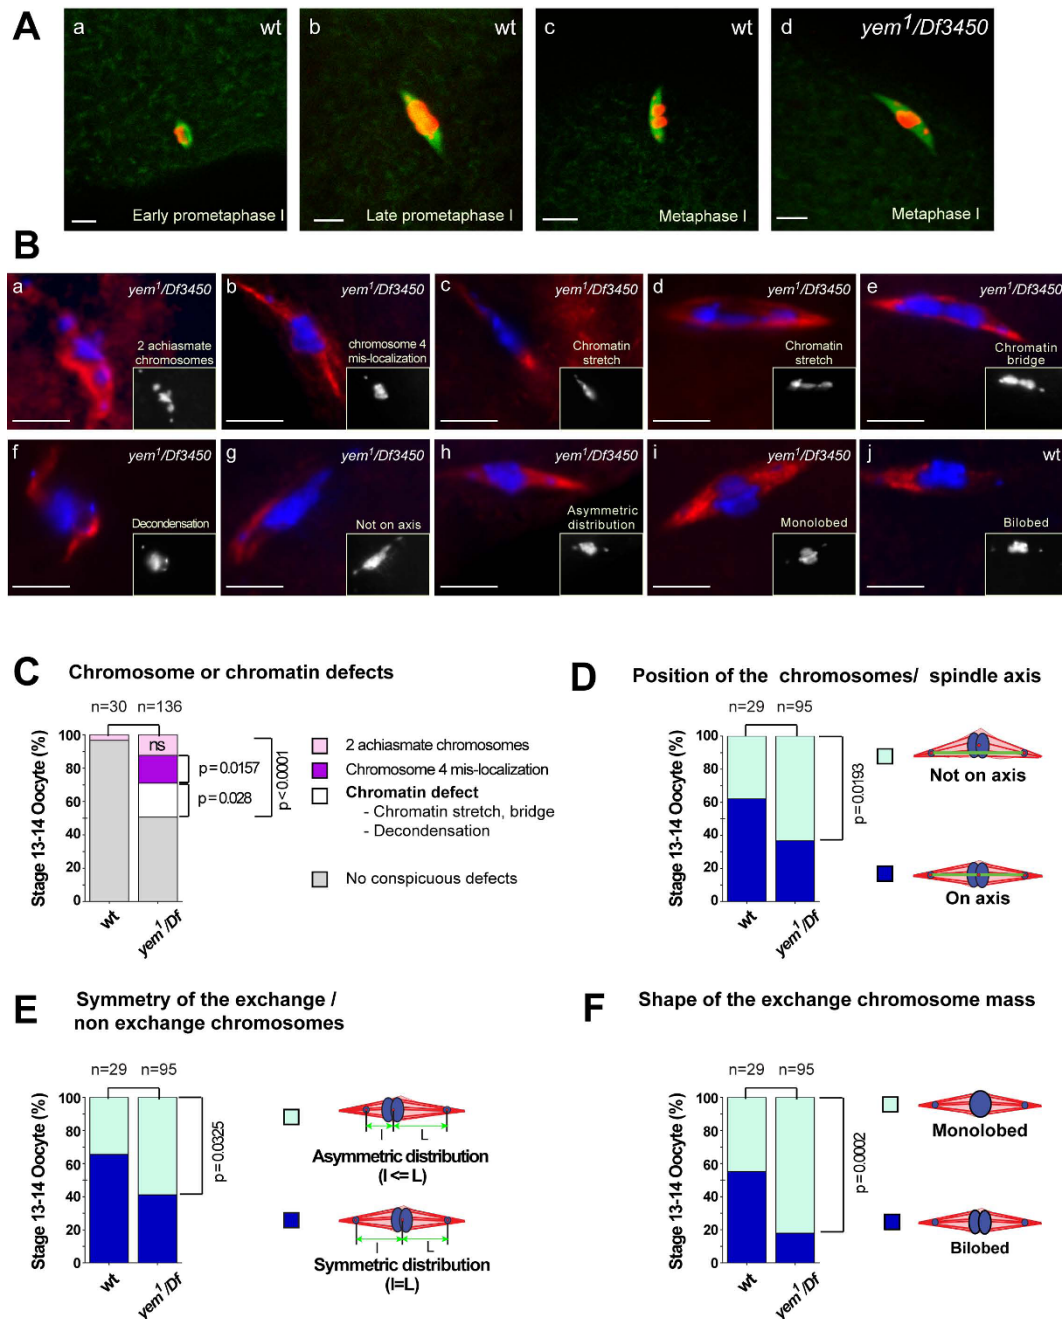 A
a
wt
Early prometaphase I
b
wt
Late prometaphase I
c
wt
Metaphase I
d
yem¹/Df3450
Metaphase I
B
a
yem¹/Df3450
2 achiasmate
chromosomes
b
yem¹/Df3450
chromosome 4
mis-localization
c
yem¹/Df3450
Chromatin
stretch
d
yem¹/Df3450
Chromatin
stretch
e
yem¹/Df3450
Chromatin
bridge
f
yem¹/Df3450
Decondensation
g
yem¹/Df3450
Not on axis
h
yem¹/Df3450
Asymmetric
distribution
i
yem¹/Df3450
Monolobed
j
wt
Bilobed
C Chromosome or chromatin defects
n=30 n=136
Stage 13-14 Oocyte (%)
100
80
60
40
20
0
ns
p=0.0157
p=0.028
p<0.0001
wt
yem¹/Df
2 achiasmate chromosomes
Chromosome 4 mis-localization
Chromatin defect
- Chromatin stretch, bridge
- Decondensation
No conspicuous defects
D Position of the chromosomes/ spindle axis
n=29 n=95
Stage 13-14 Oocyte (%)
100
80
60
40
20
0
p=0.0193
wt
yem¹/Df
Not on axis
On axis
E Symmetry of the exchange /
non exchange chromosomes
n=29 n=95
Stage 13-14 Oocyte (%)
100
80
60
40
20
0
p=0.0325
wt
yem¹/Df
l L
Asymmetric distribution
(l <= L)
l L
Symmetric distribution
(l=L)
F Shape of the exchange chromosome mass
n=29 n=95
Stage 13-14 Oocyte (%)
100
80
60
40
20
0
p=0.0002
wt
yem¹/Df
Monolobed
Bilobed